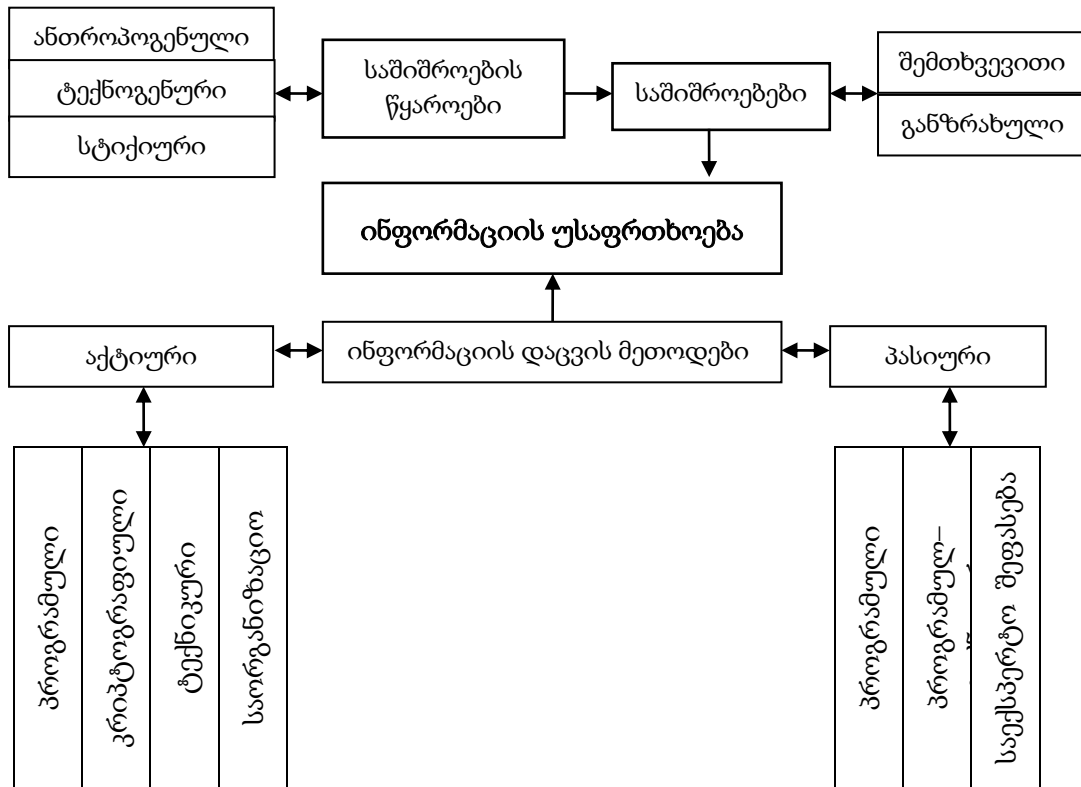 ანთროპოგენული
ტექნოგენური
სტიქიური
საშიშროების
წყაროები
საშიშროებები
შემთხვევითი
განზრახული
ინფორმაციის უსაფრთხოება
აქტიური
ინფორმაციის დაცვის მეთოდები
პასიური
პროგრამული
კრიპტოგრაფიული
ტექნიკური
საორგანიზაციო
პროგრამული
პროგრამულ–
საექსპერტო შეფასება